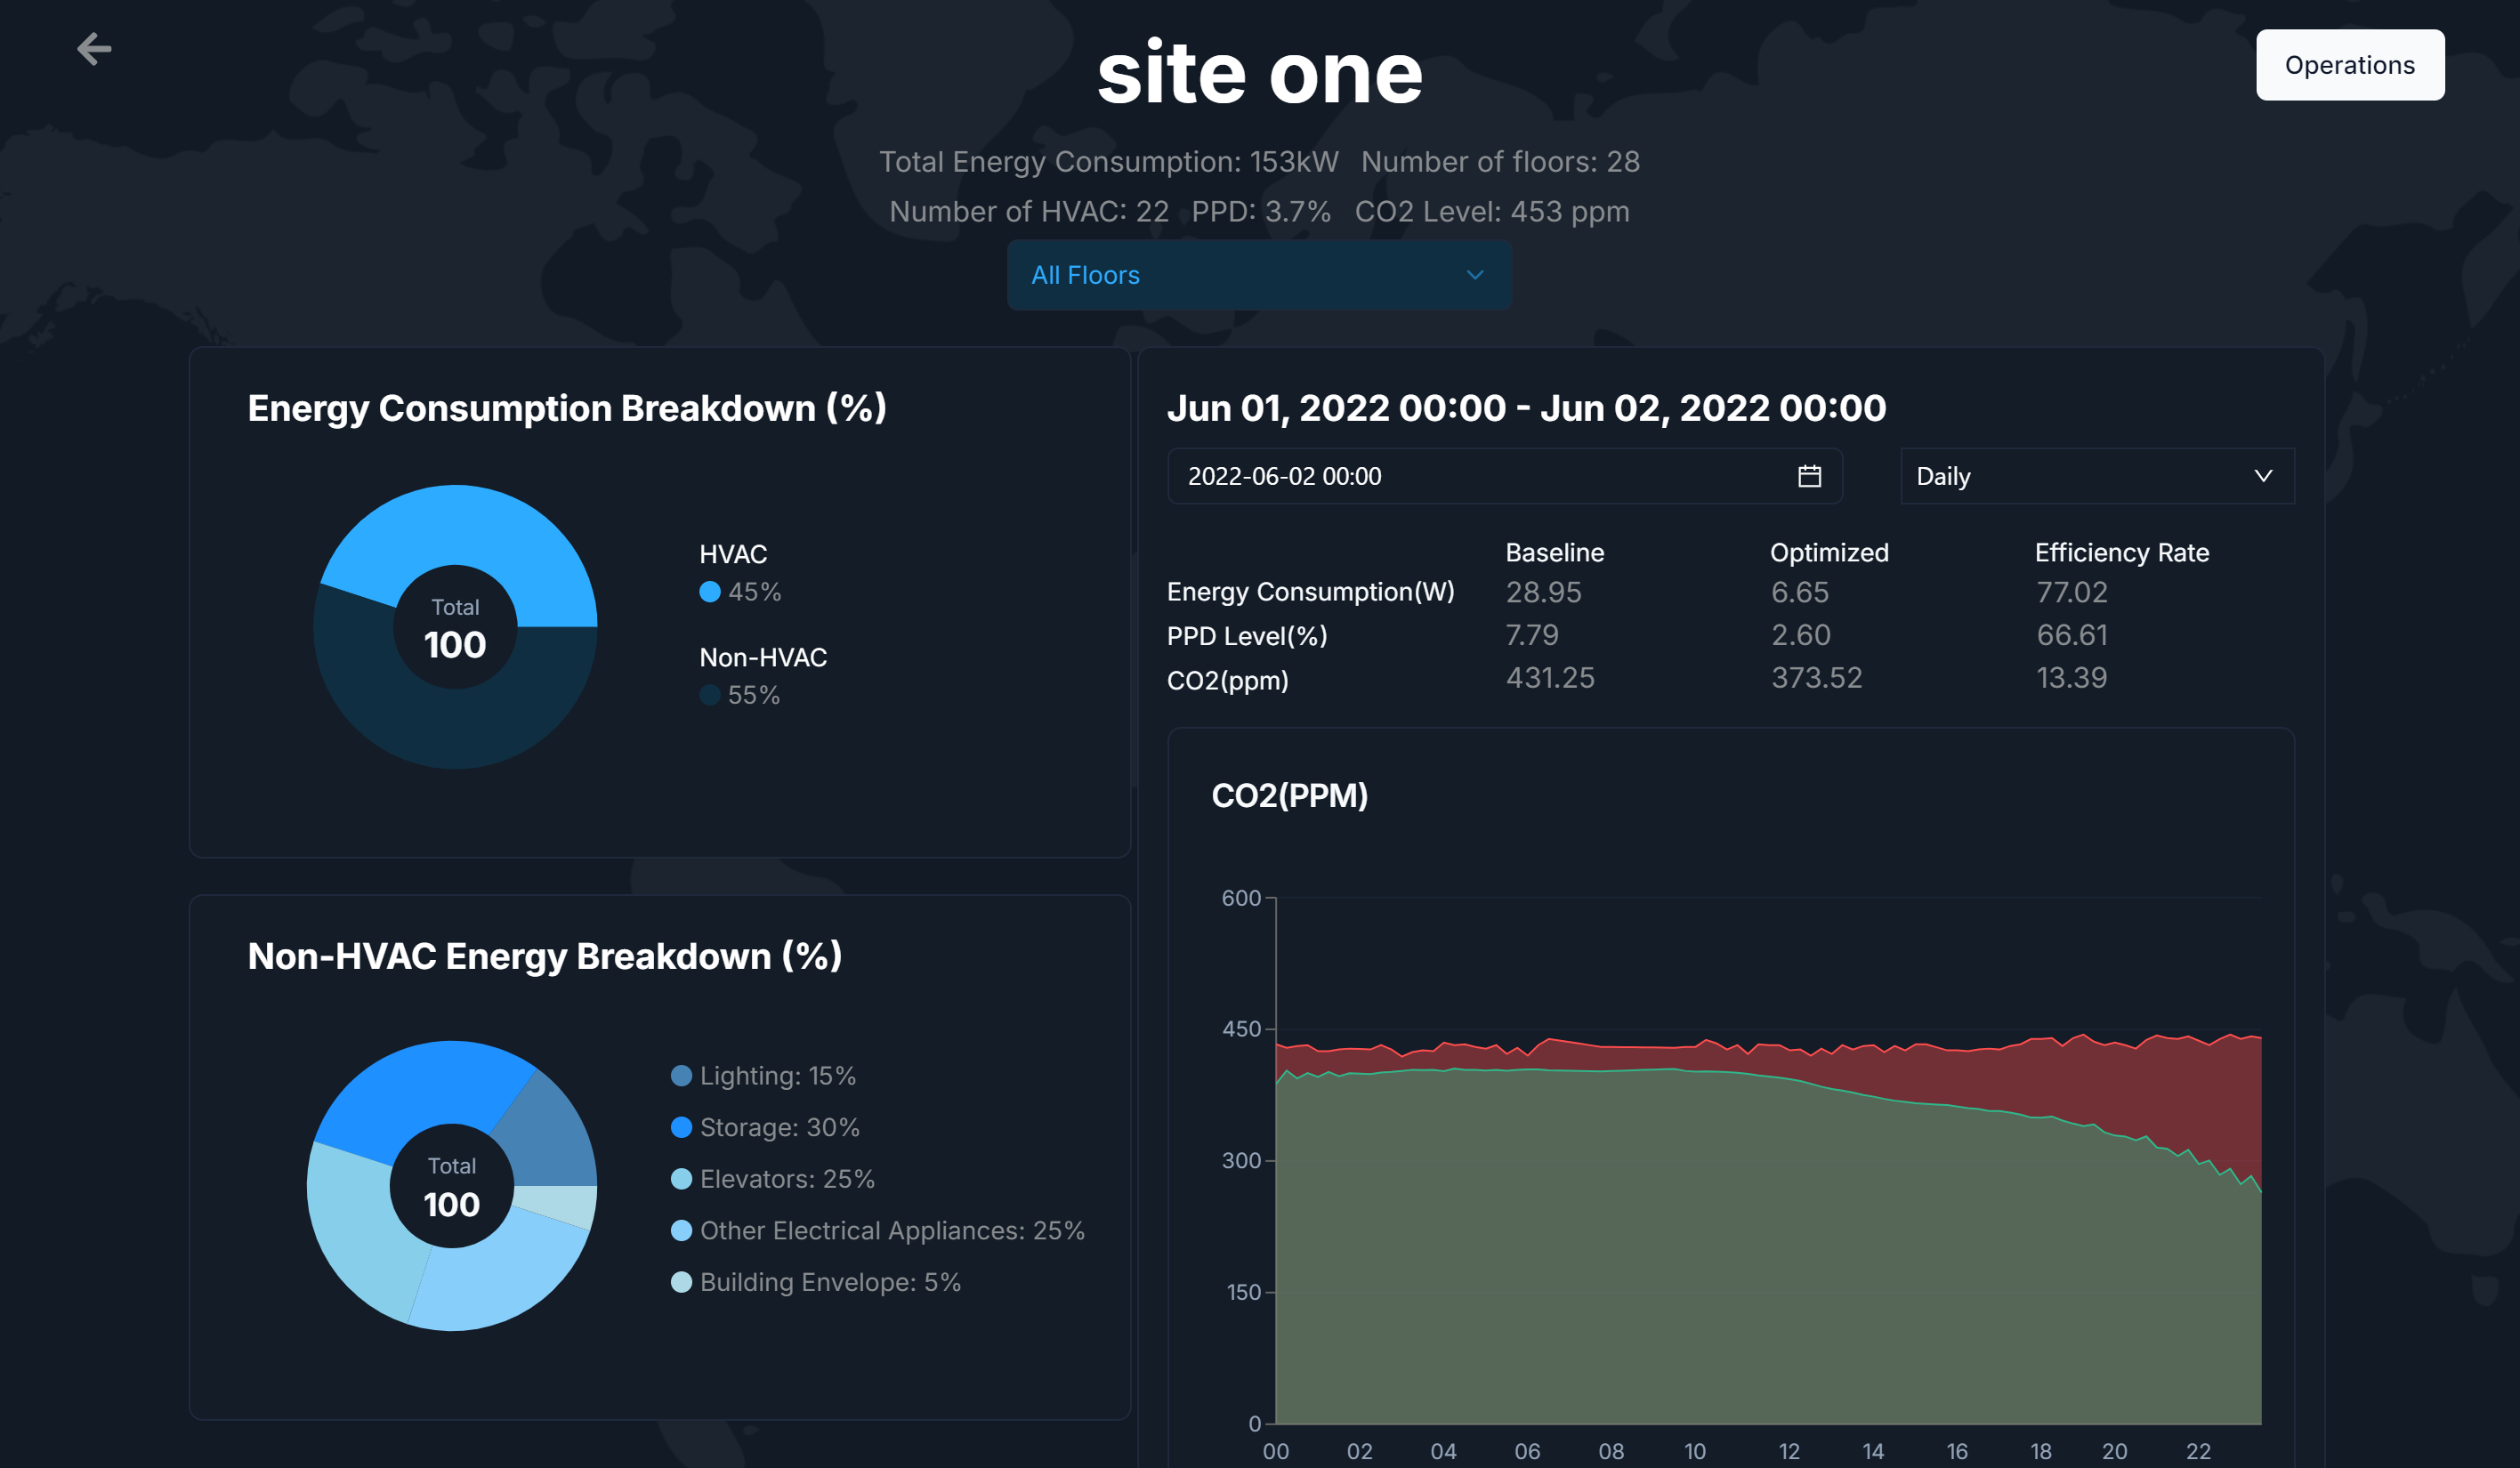 site one
Operations
Total Energy Consumption: 153kW Number of floors: 28
Number of HVAC: 22 PPD: 3.7% CO2 Level: 453 ppm
All Floors
Energy Consumption Breakdown (%)
Total
100
HVAC
45%
Non-HVAC
55%
Non-HVAC Energy Breakdown (%)
Total
100
Lighting: 15%
Storage: 30%
Elevators: 25%
Other Electrical Appliances: 25%
Building Envelope: 5%
Jun 01, 2022 00:00 - Jun 02, 2022 00:00
2022-06-02 00:00
Daily
Baseline Optimized Efficiency Rate
Energy Consumption(W) 28.95 6.65 77.02
PPD Level(%) 7.79 2.60 66.61
CO2(ppm) 431.25 373.52 13.39
CO2(PPM)
600
450
300
150
0
00 02 04 06 08 10 12 14 16 18 20 22